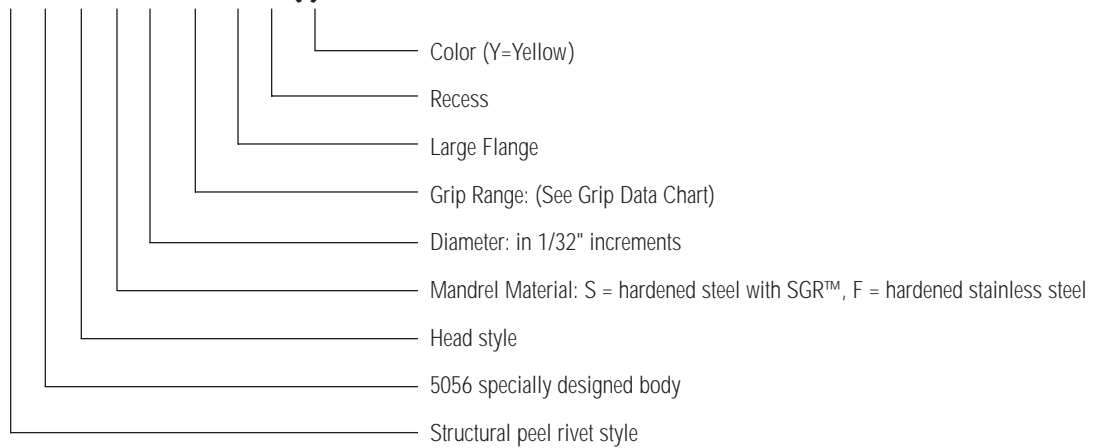 Color (Y=Yellow)
Recess
Large Flange
Grip Range: (See Grip Data Chart)
Diameter: in 1/32" increments
Mandrel Material: S = hardened steel with SGR™, F = hardened stainless steel
Head style
5056 specially designed body
Structural peel rivet style